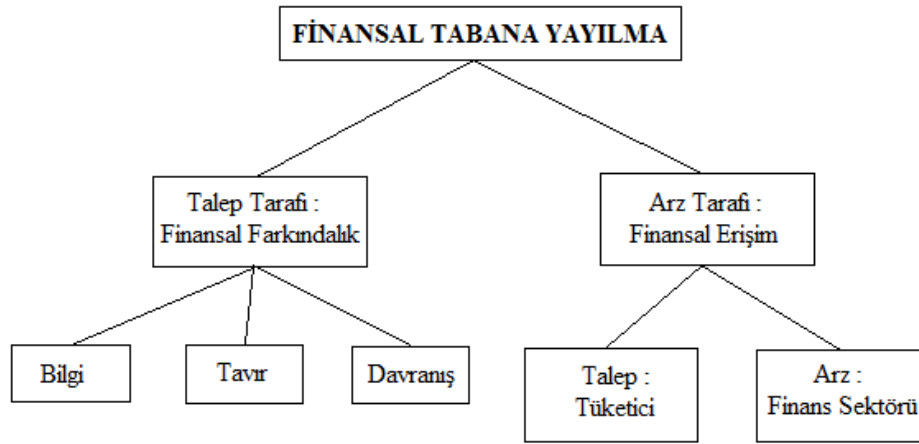 FİNANSAL TABANA YAYILMA
Talep Tarafı :
Finansal Farkındalık
Arz Tarafı :
Finansal Erişim
Bilgi
Tavır
Davranış
Talep :
Tüketici
Arz :
Finans Sektörü